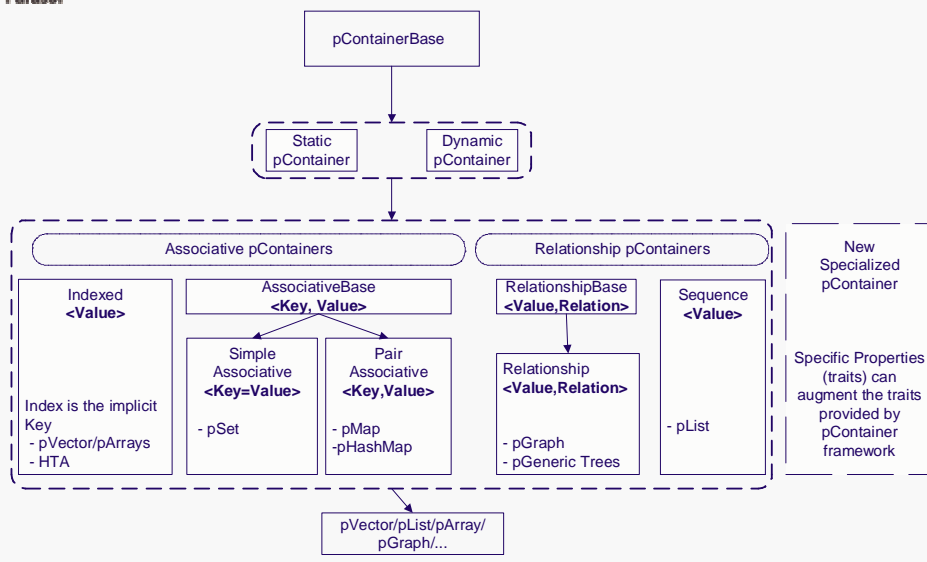 pContainerBase
Static
pContainer
Dynamic
pContainer
Associative pContainers
Relationship pContainers
Indexed
<Value>
Index is the implicit
Key
- pVector/pArrays
- HTA
AssociativeBase
<Key, Value>
Simple
Associative
<Key=Value>
- pSet
Pair
Associative
<Key,Value>
- pMap
-pHashMap
RelationshipBase
<Value,Relation>
Relationship
<Value,Relation>
- pGraph
- pGeneric Trees
Sequence
<Value>
- pList
New
Specialized
pContainer
Specific Properties
(traits) can
augment the traits
provided by
pContainer
framework
pVector/pList/pArray/
pGraph/...